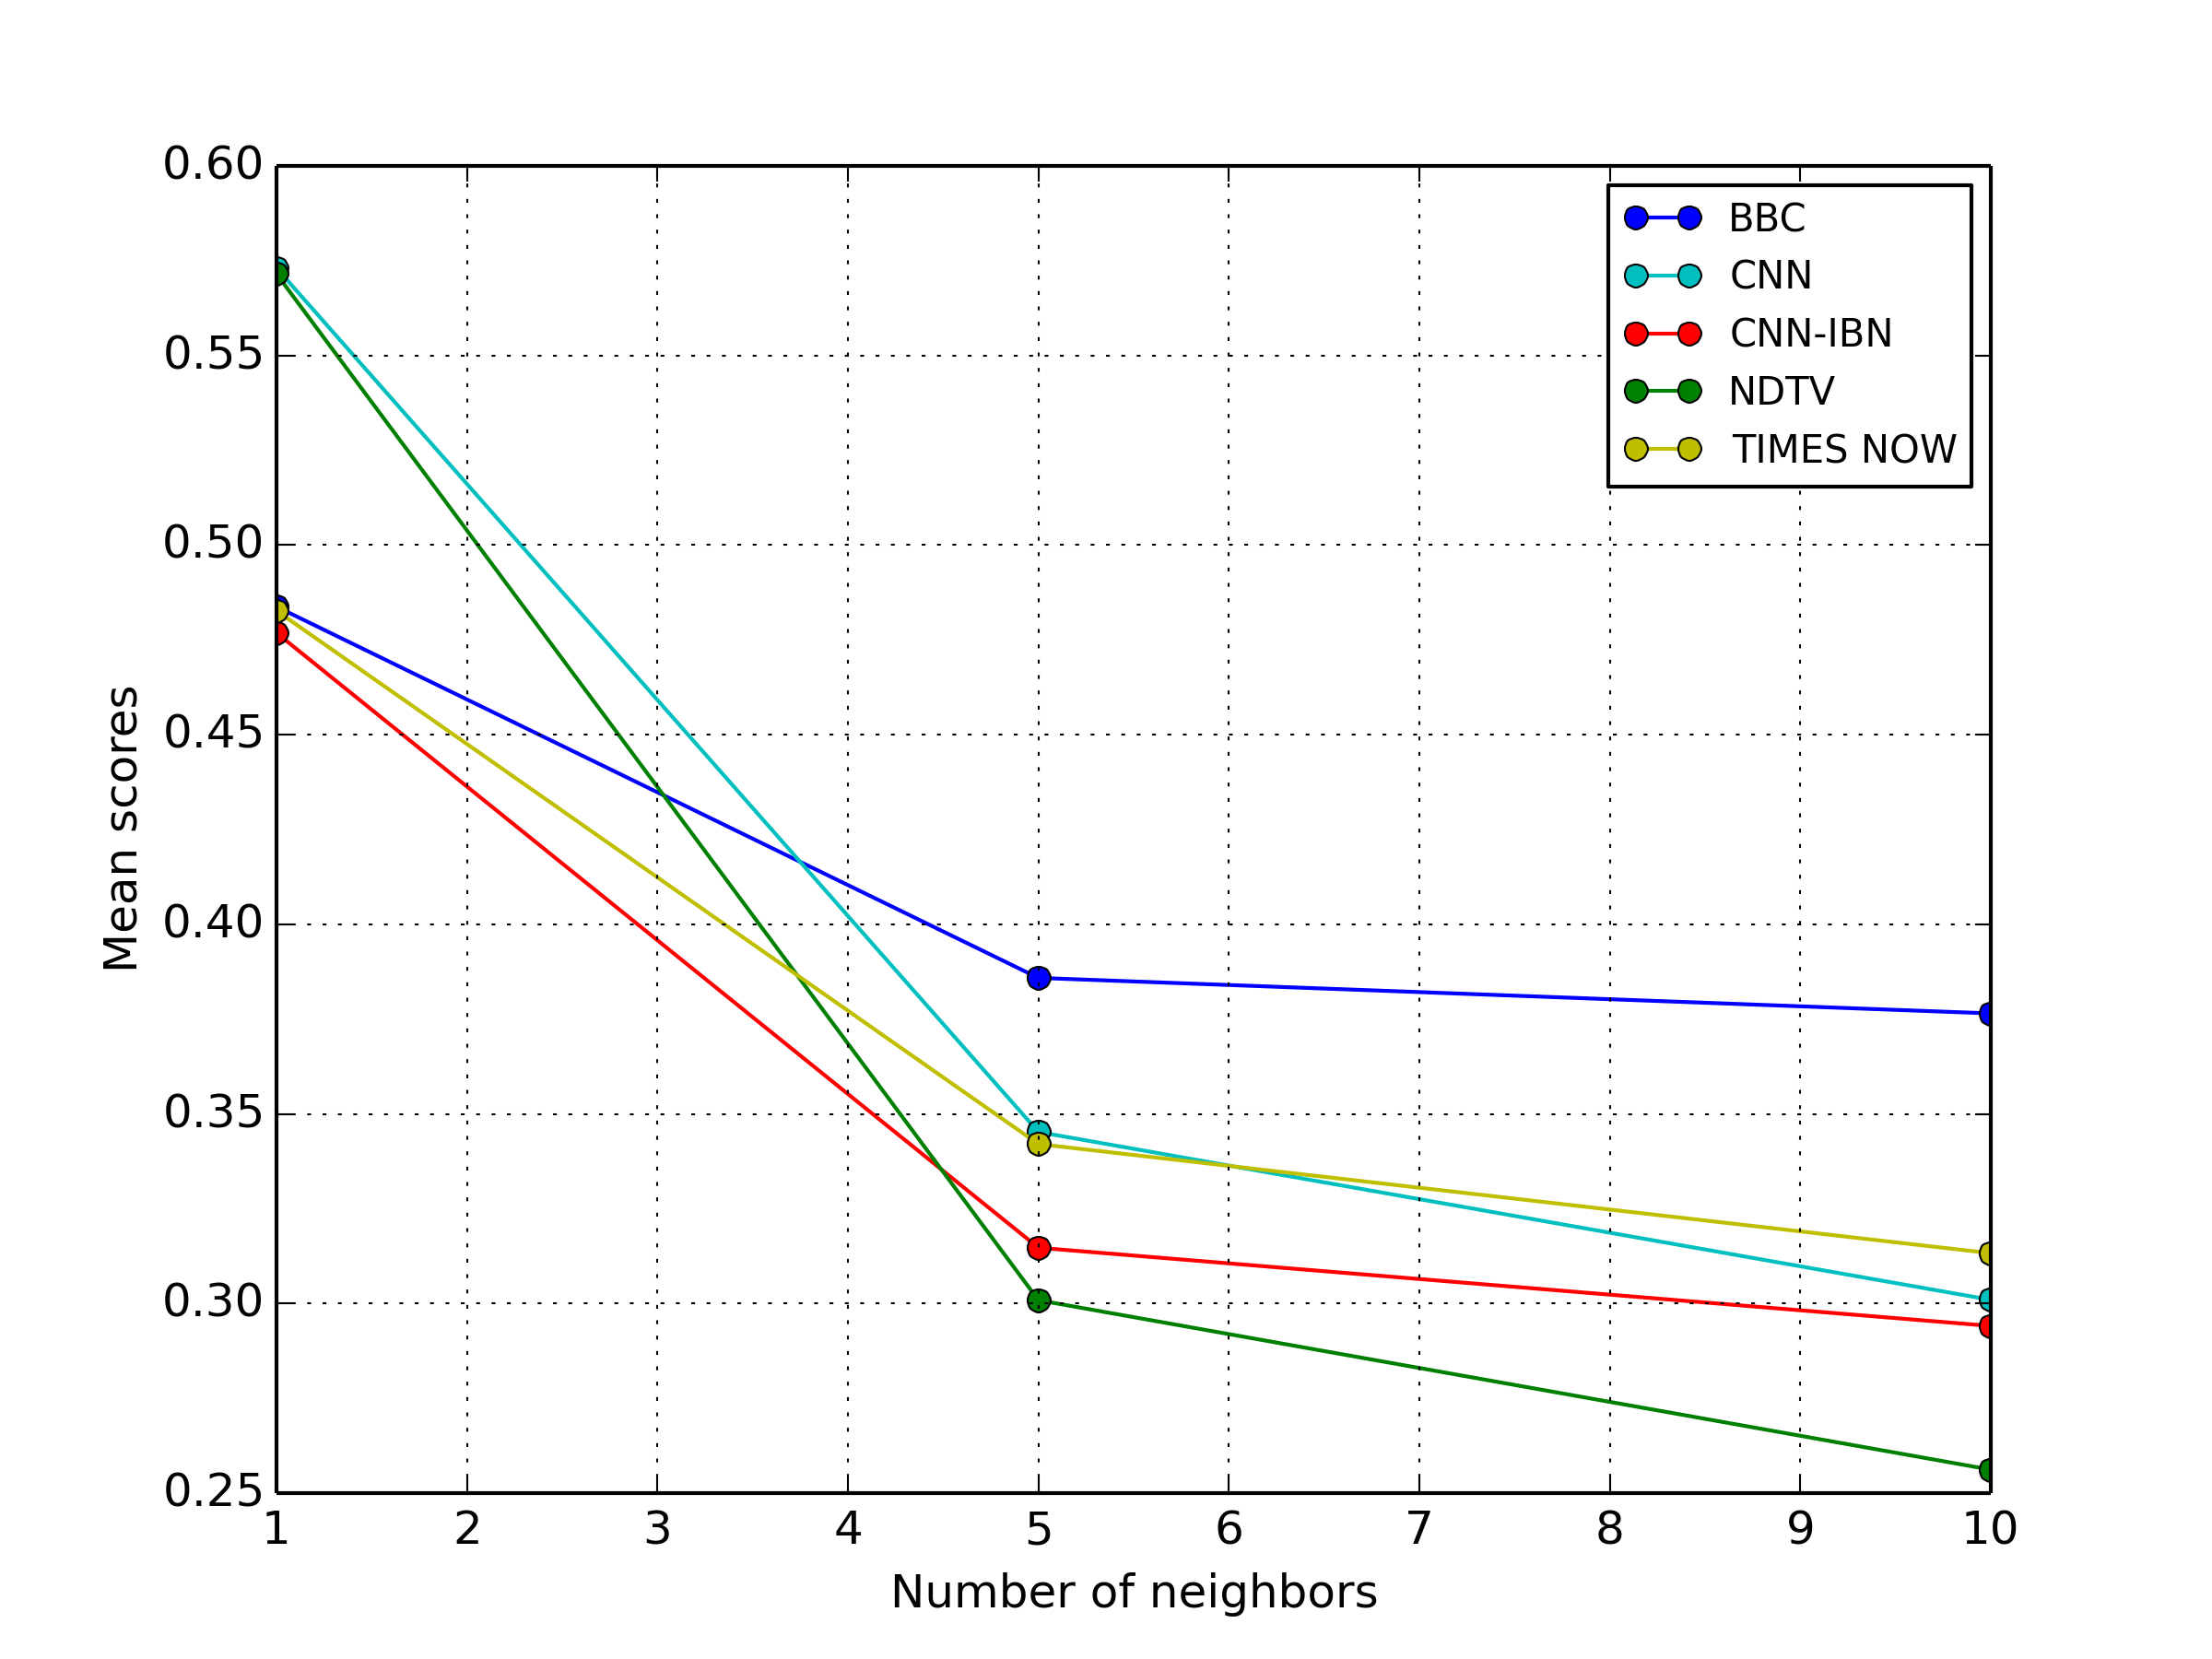 0.60
0.55
0.50
0.45
0.40
0.35
0.30
0.25
Mean scores
1 2 3 4 5 6 7 8 9 10
Number of neighbors
BBC
CNN
CNN-IBN
NDTV
TIMES NOW